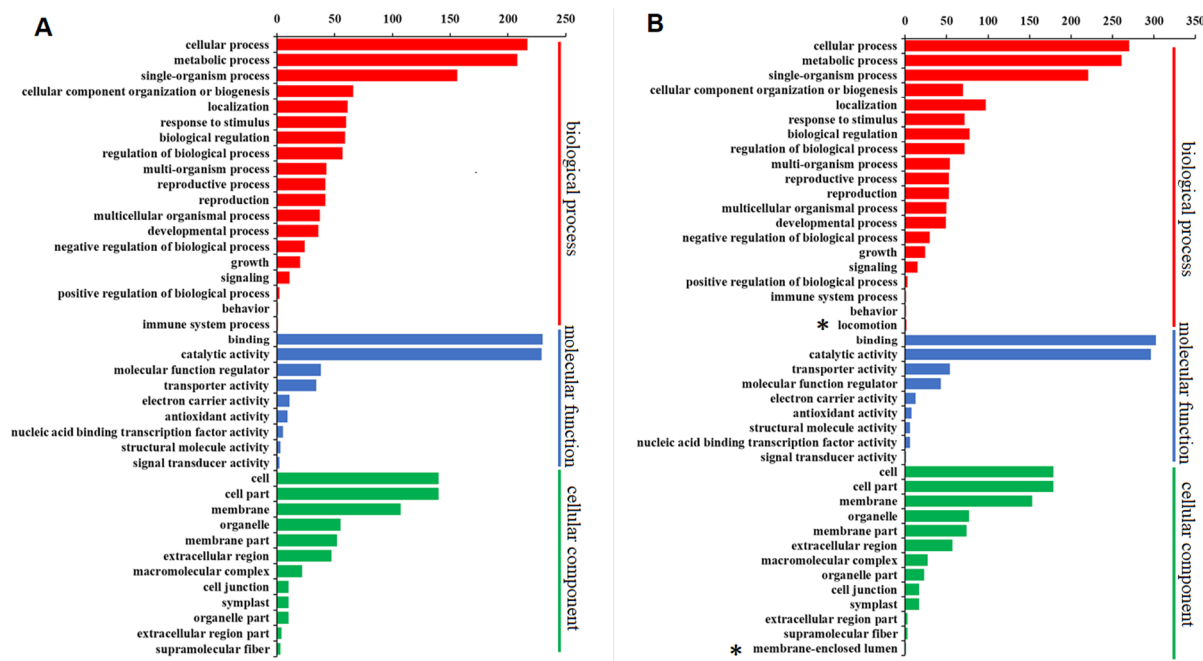 A
0 50 100 150 200 250
cellular process
metabolic process
single-organism process
cellular component organization or biogenesis
localization
response to stimulus
biological regulation
regulation of biological process
multi-organism process
reproductive process
reproduction
multicellular organismal process
developmental process
negative regulation of biological process
growth
signaling
positive regulation of biological process
behavior
immune system process
binding
catalytic activity
molecular function regulator
transporter activity
electron carrier activity
antioxidant activity
nucleic acid binding transcription factor activity
structural molecule activity
signal transducer activity
cell
cell part
membrane
organelle
membrane part
extracellular region
macromolecular complex
cell junction
symplast
organelle part
extracellular region part
supramolecular fiber
biological process
molecular function
cellular component
B
0 50 100 150 200 250 300 350
cellular process
metabolic process
single-organism process
cellular component organization or biogenesis
localization
response to stimulus
biological regulation
regulation of biological process
multi-organism process
reproductive process
reproduction
multicellular organismal process
developmental process
negative regulation of biological process
growth
signaling
positive regulation of biological process
immune system process
behavior
* locomotion
binding
catalytic activity
transporter activity
molecular function regulator
electron carrier activity
antioxidant activity
structural molecule activity
nucleic acid binding transcription factor activity
signal transducer activity
cell
cell part
membrane
organelle
membrane part
extracellular region
macromolecular complex
organelle part
cell junction
symplast
extracellular region part
supramolecular fiber
* membrane-enclosed lumen
biological process
molecular function
cellular component